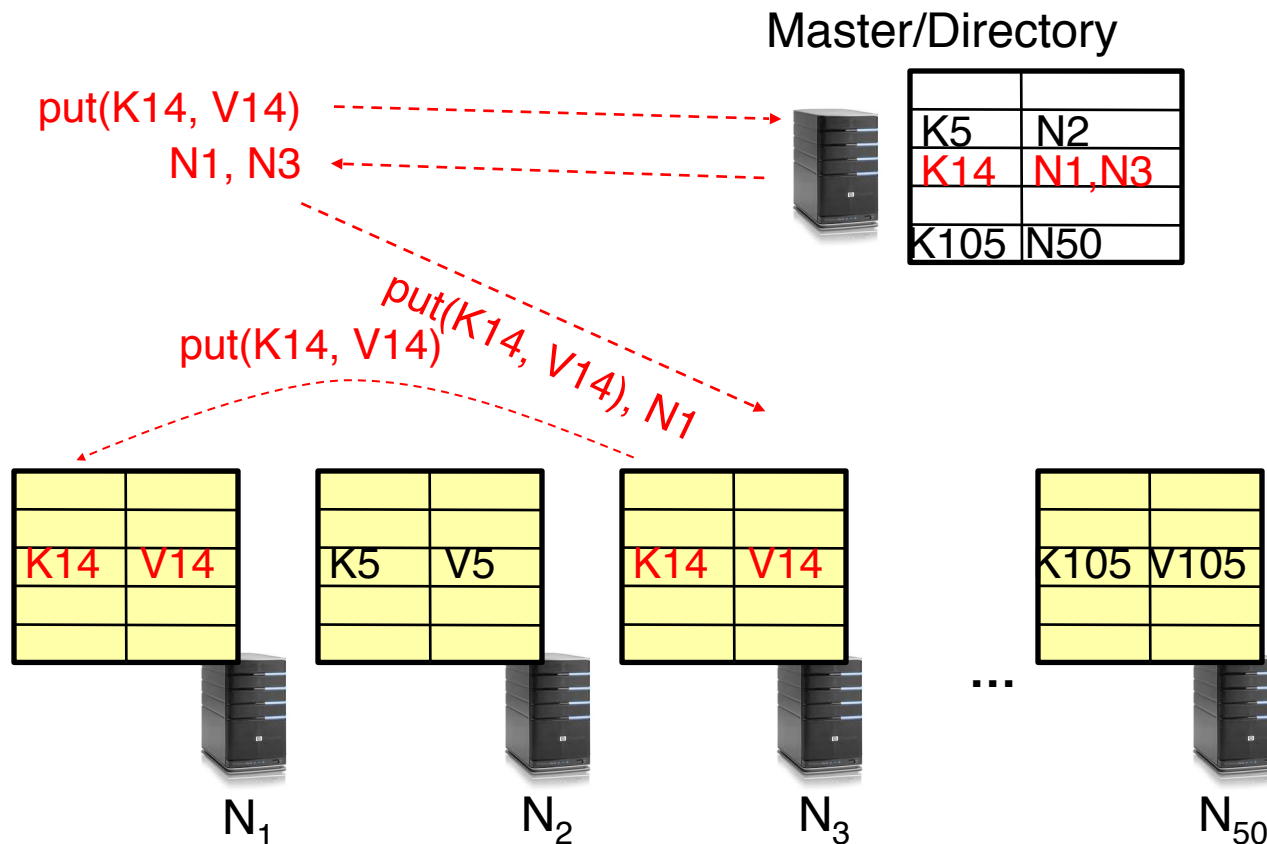 Master/Directory
put(K14, V14)
N1, N3
K5 N2
K14 N1,N3
K105 N50
put(K14, V14), N1
put(K14, V14)
K14 V14
K5 V5
K14 V14
K105 V105
...
N1
N2
N3
N50